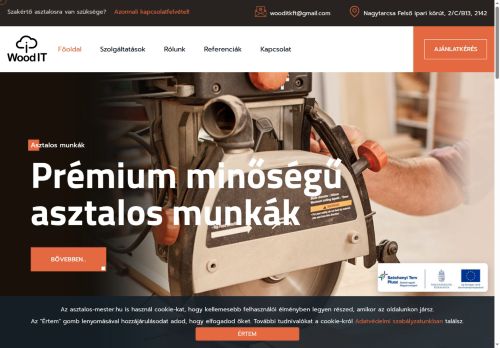 Szakértő asztalosra van szüksége? Azonnali kapcsolatfelvétel!
wooditkft@gmail.com
Nagytarcsa Felső ipari körút, 2/C/B13, 2142
Wood IT
Főoldal
Szolgáltatások
Rólunk
Referenciák
Kapcsolat
AJÁNLATKÉRÉS
Asztalos munkák
Prémium minőségű
asztalos munkák
BŐVEBBEN..
Széchenyi Terv
Plusz
Az asztalos-mester.hu is használ cookie-kat, hogy kellemesebb felhasználói élményben legyen részed, amikor az oldalunkon jársz.
Az "Értem" gomb lenyomásával hozzájárulásodat adod, hogy elfogadod őket. További tudnivalókat a cookie-król Adatvédelmi szabályzatunkban találsz.
ÉRTEM